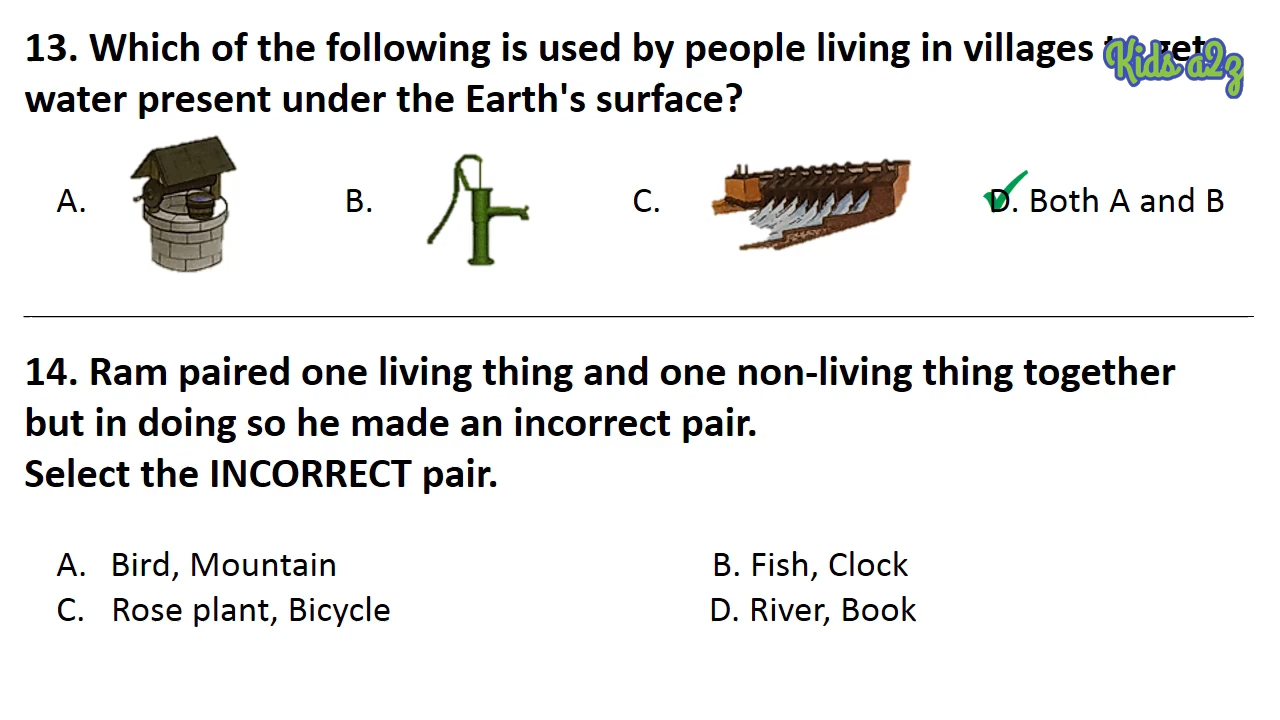 13. Which of the following is used by people living in villages to get
Kids a2z
water present under the Earth's surface?
A.
B.
C.
D. Both A and B
14. Ram paired one living thing and one non-living thing together
but in doing so he made an incorrect pair.
Select the INCORRECT pair.
A. Bird, Mountain
B. Fish, Clock
C. Rose plant, Bicycle
D. River, Book